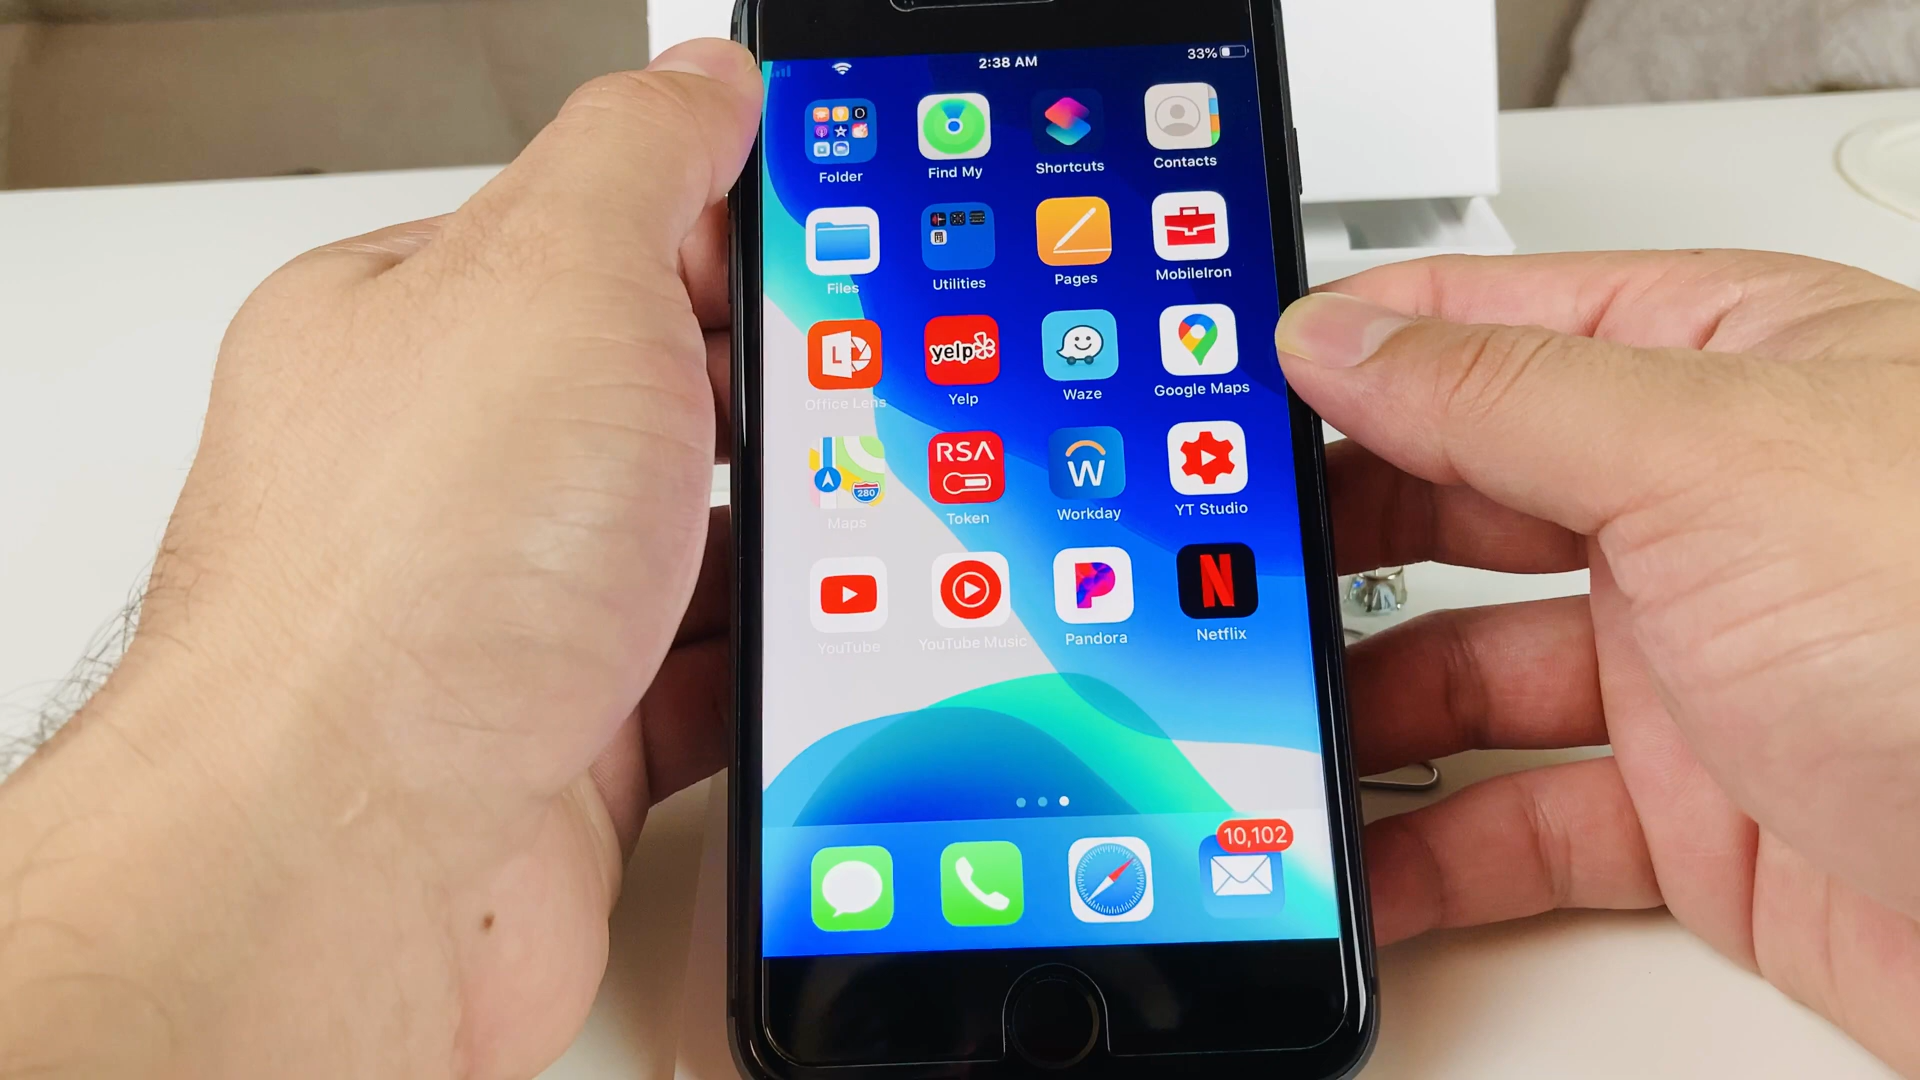 2:38 AM 33%
Folder Find My Shortcuts Contacts
Files Utilities Pages MobileIron
L yelp
Office Lens Yelp Waze Google Maps
280 RSA W
Maps Token Workday YT Studio
P N
YouTube YouTube Music Pandora Netflix
10,102